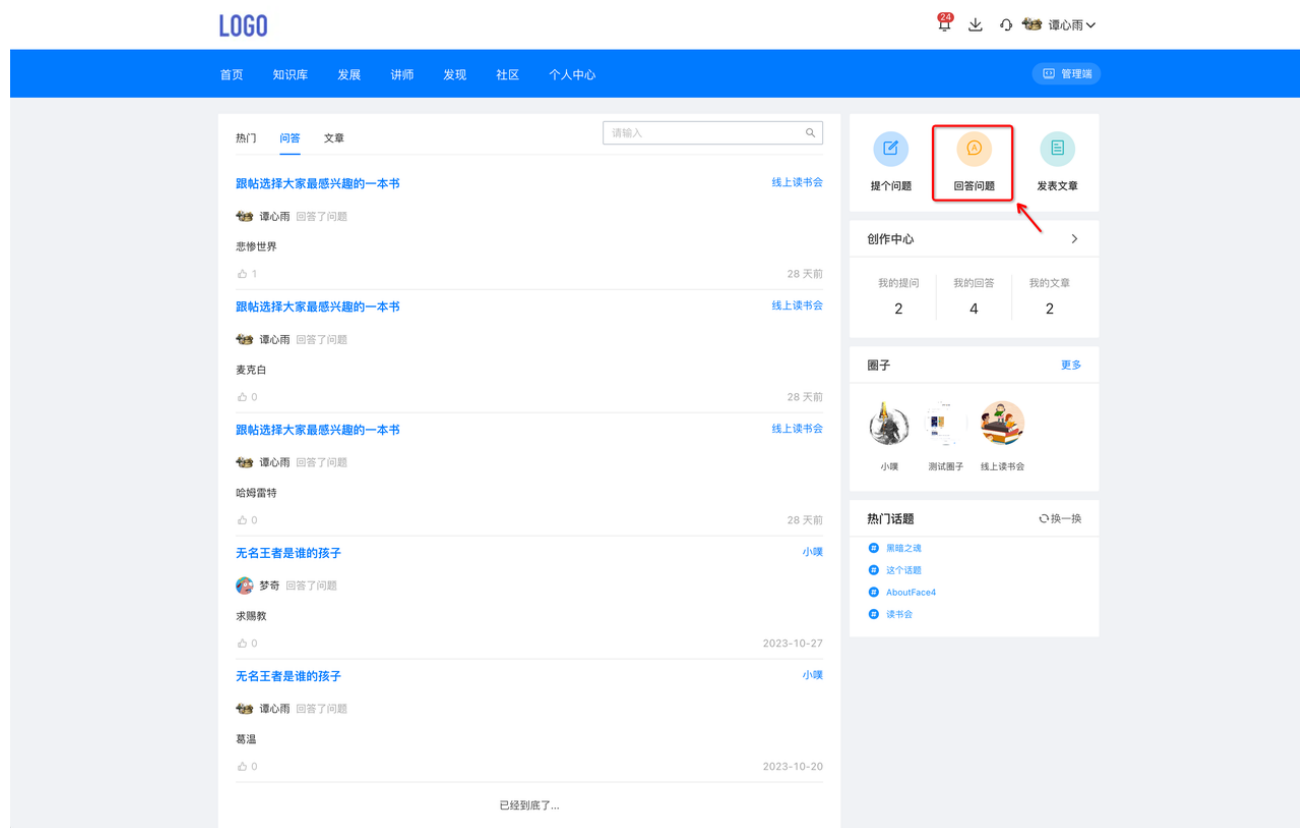 LOGO
24
谭心雨
首页 知识库 发展 讲师 发现 社区 个人中心
管理端
热门 问答 文章
请输入
跟帖选择大家最感兴趣的一本书 线上读书会
谭心雨 回答了问题
悲惨世界
1 28 天前
跟帖选择大家最感兴趣的一本书 线上读书会
谭心雨 回答了问题
麦克白
0 28 天前
跟帖选择大家最感兴趣的一本书 线上读书会
谭心雨 回答了问题
哈姆雷特
0 28 天前
无名王者是谁的孩子 小噗
梦奇 回答了问题
求赐教
0 2023-10-27
无名王者是谁的孩子 小噗
谭心雨 回答了问题
葛温
0 2023-10-20
已经到底了...
提个问题 回答问题 发表文章
创作中心
我的提问 我的回答 我的文章
2 4 2
圈子 更多
小噗 测试圈子 线上读书会
热门话题 换一换
黑暗之魂
这个话题
AboutFace4
读书会